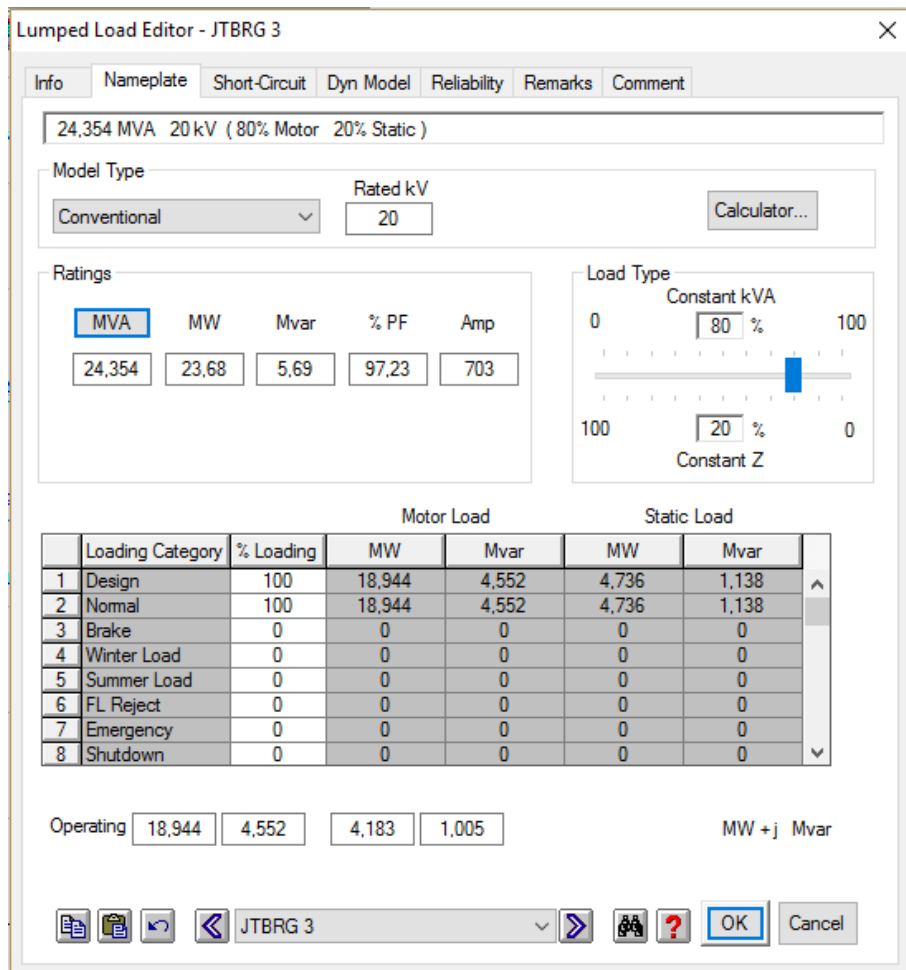 Lumped Load Editor - JTBRG 3
Info Nameplate Short-Circuit Dyn Model Reliability Remarks Comment
24,354 MVA 20 kV ( 80% Motor 20% Static )
Model Type
Conventional
Rated kV
20
Calculator...
Ratings
MVA MW Mvar % PF Amp
24,354 23,68 5,69 97,23 703
Load Type
Constant kVA
0 80 % 100
100 20 % 0
Constant Z
Motor Load Static Load
Loading Category % Loading MW Mvar MW Mvar
1 Design 100 18,944 4,552 4,736 1,138
2 Normal 100 18,944 4,552 4,736 1,138
3 Brake 0 0 0 0 0
4 Winter Load 0 0 0 0 0
5 Summer Load 0 0 0 0 0
6 FL Reject 0 0 0 0 0
7 Emergency 0 0 0 0 0
8 Shutdown 0 0 0 0 0
Operating 18,944 4,552 4,183 1,005 MW +j Mvar
JTBRG 3 ? OK Cancel